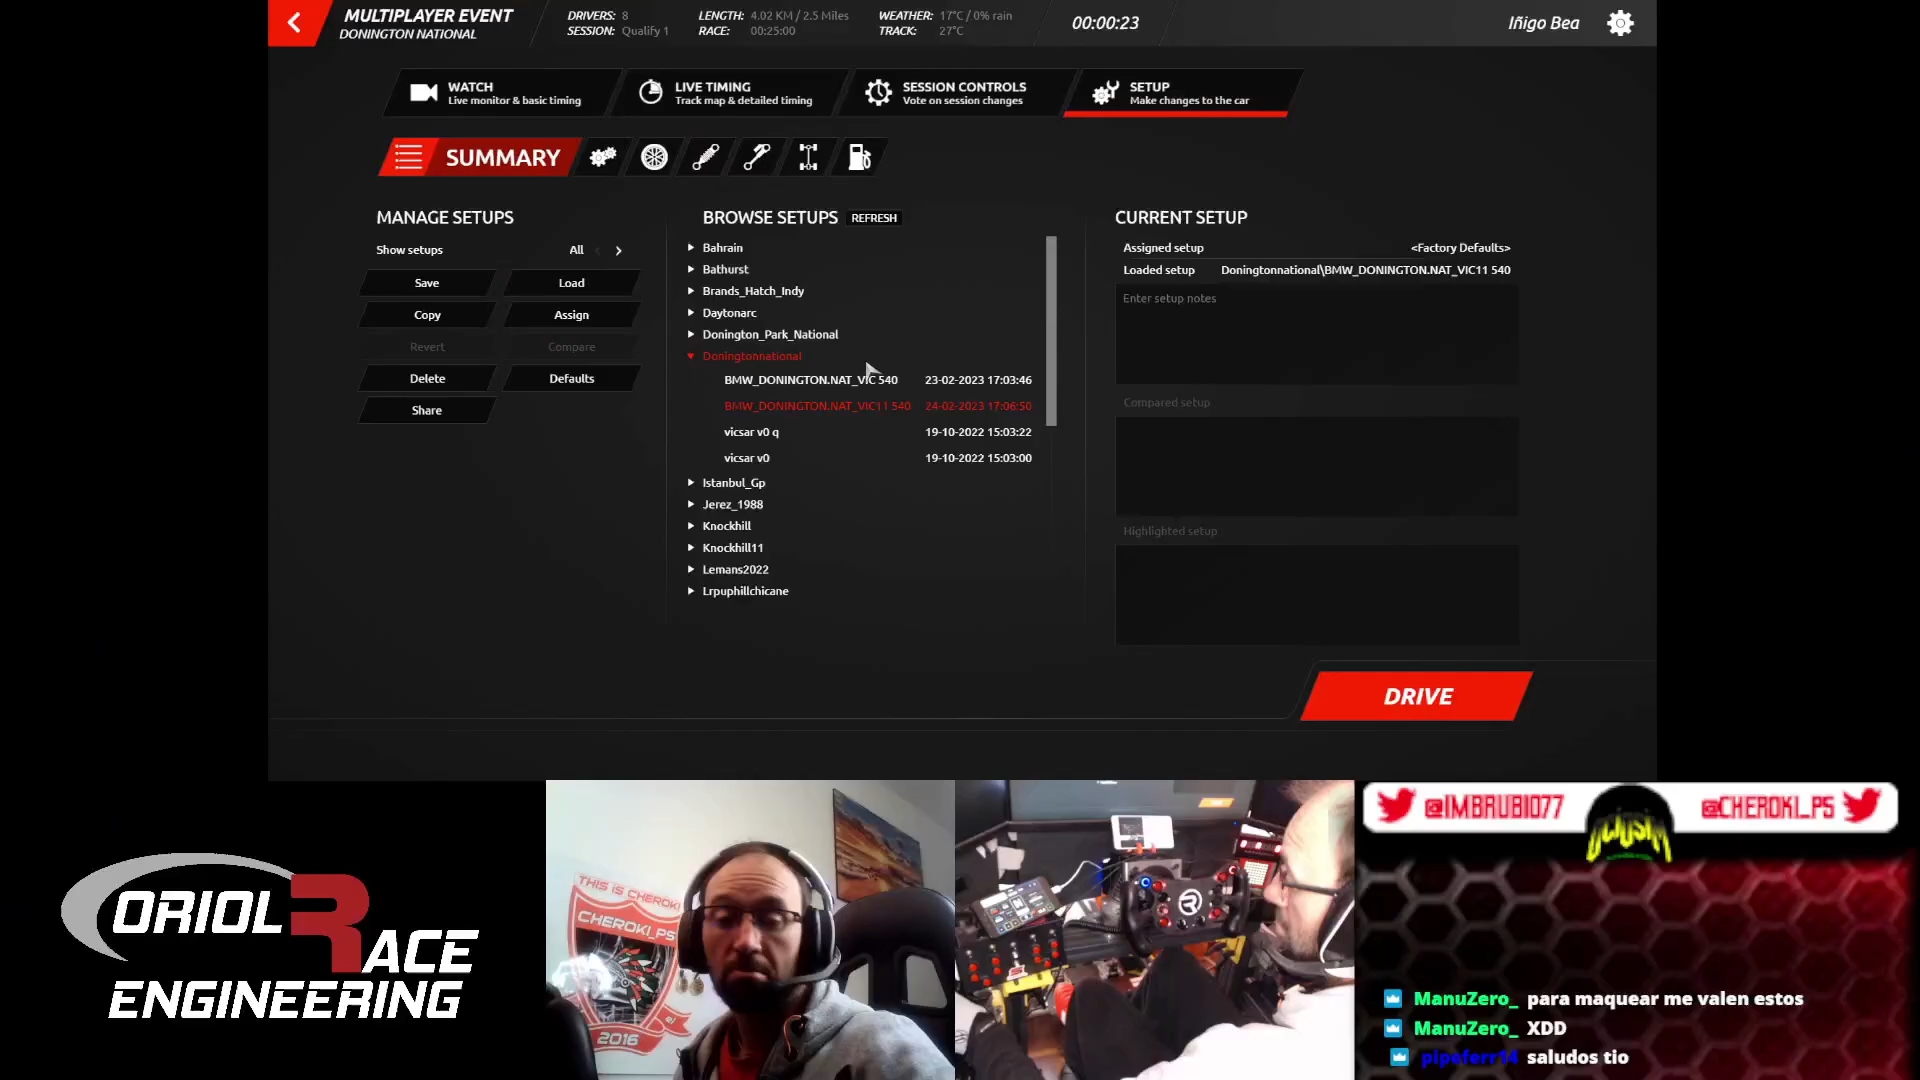 MULTIPLAYER EVENT
DONINGTON NATIONAL
DRIVERS: 8
SESSION: Qualify 1
LENGTH: 4.02 KM / 2.5 Miles
RACE: 00:25:00
WEATHER: 17°C / 0% rain
TRACK: 27°C
00:00:23
Iñigo Bea
WATCH
Live monitor & basic timing
LIVE TIMING
Track map & detailed timing
SESSION CONTROLS
Vote on session changes
SETUP
Make changes to the car
SUMMARY
MANAGE SETUPS
Show setups All
Save Load
Copy Assign
Revert Compare
Delete Defaults
Share
BROWSE SETUPS REFRESH
Bahrain
Bathurst
Brands_Hatch_Indy
Daytonarc
Donington_Park_National
Doningtonnational
BMW_DONINGTON.NAT_VIC 540 23-02-2023 17:03:46
BMW_DONINGTON.NAT_VIC11 540 24-02-2023 17:06:50
vicsar v0 q 19-10-2022 15:03:22
vicsar v0 19-10-2022 15:03:00
Istanbul_Gp
Jerez_1988
Knockhill
Knockhill11
Lemans2022
Lrpuphillchicane
CURRENT SETUP
Assigned setup <Factory Defaults>
Loaded setup Doningtonnational\BMW_DONINGTON.NAT_VIC11 540
Enter setup notes
Compared setup
Highlighted setup
DRIVE
ORIOL RACE
ENGINEERING
THIS IS CHEROKI
CHEROKI_PS
2016
@IMBRUBIO77
@CHEROKI_PS
ManuZero_ para maquear me valen estos
ManuZero_ XDD
pipeferr14 saludos tio